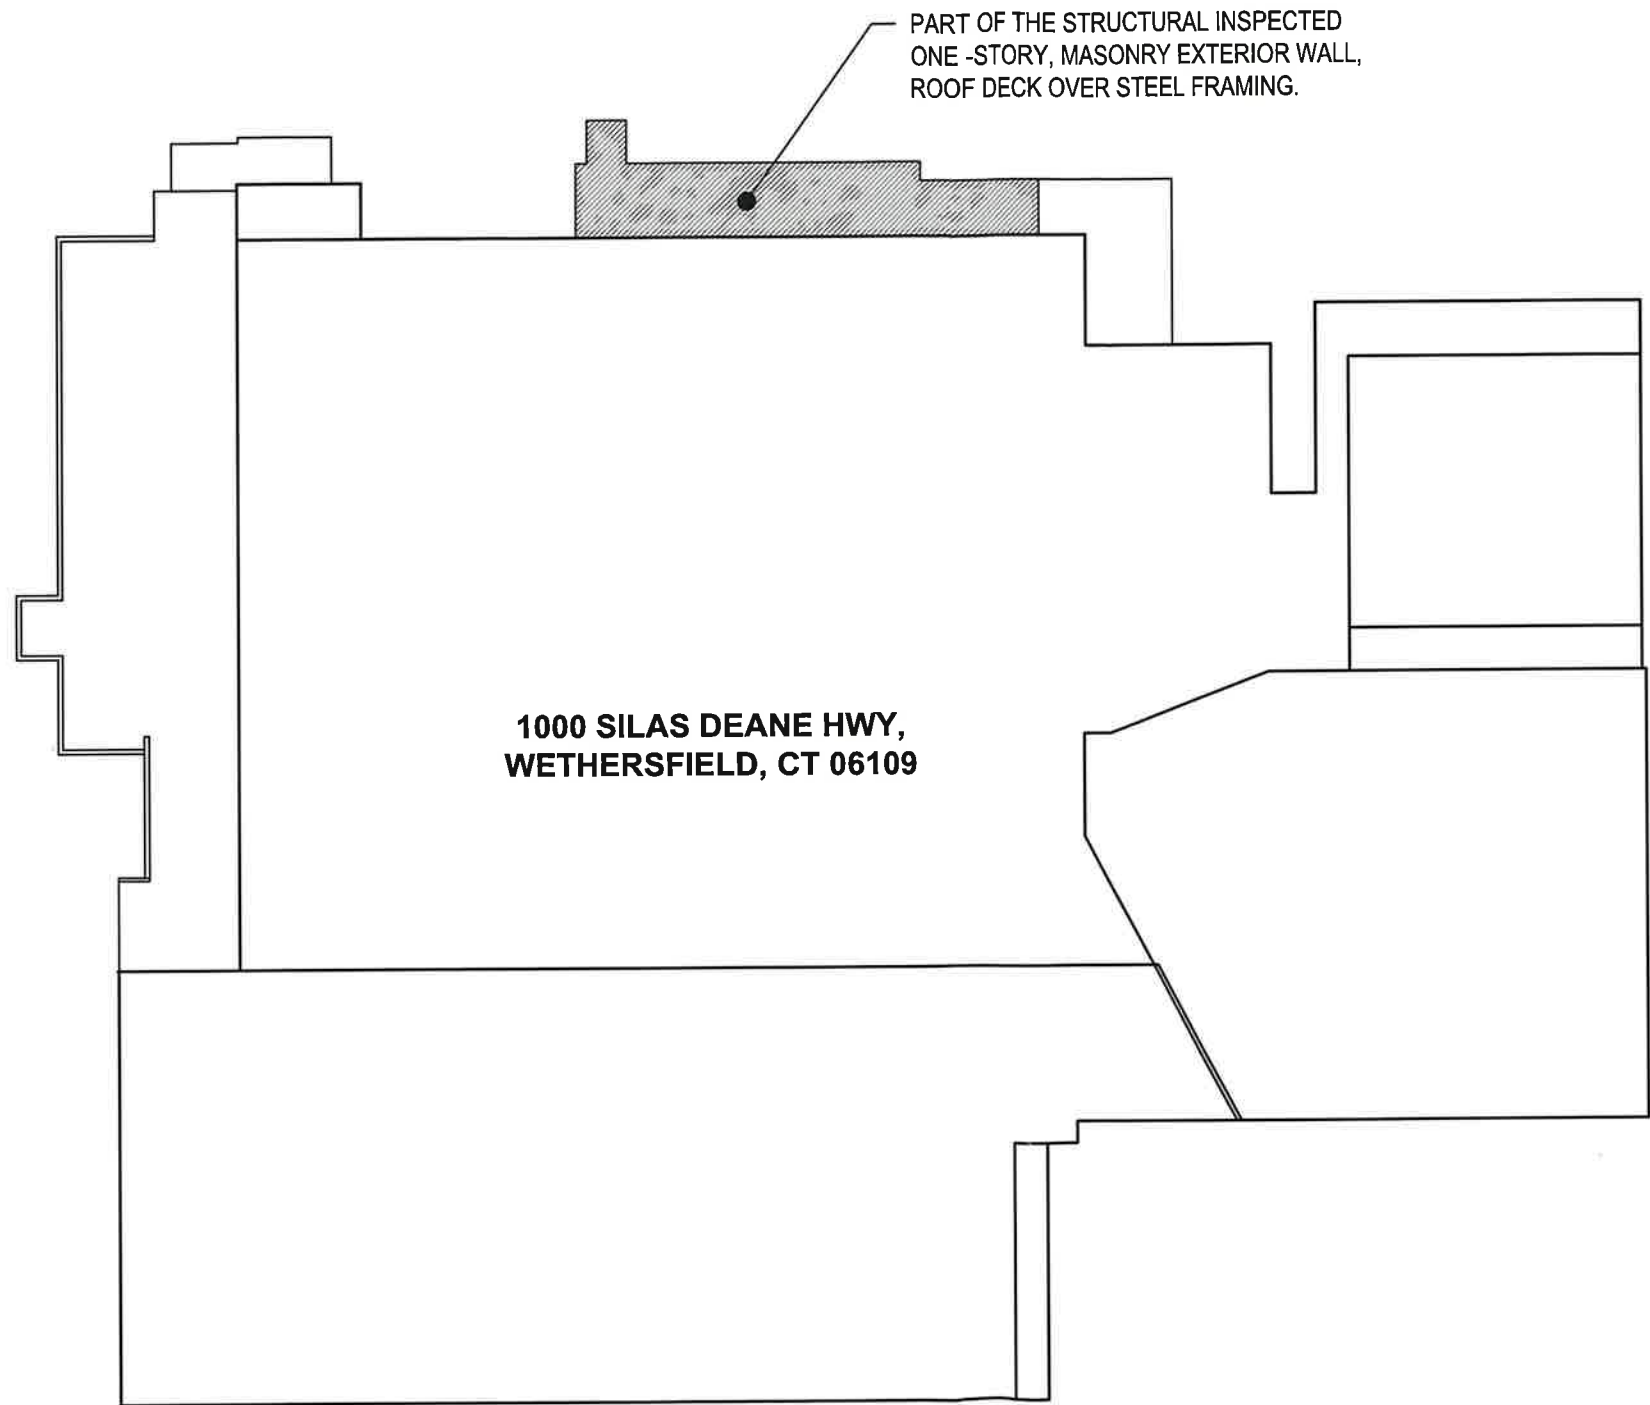 PART OF THE STRUCTURAL INSPECTED
ONE -STORY, MASONRY EXTERIOR WALL,
ROOF DECK OVER STEEL FRAMING.
1000 SILAS DEANE HWY,
WETHERSFIELD, CT 06109